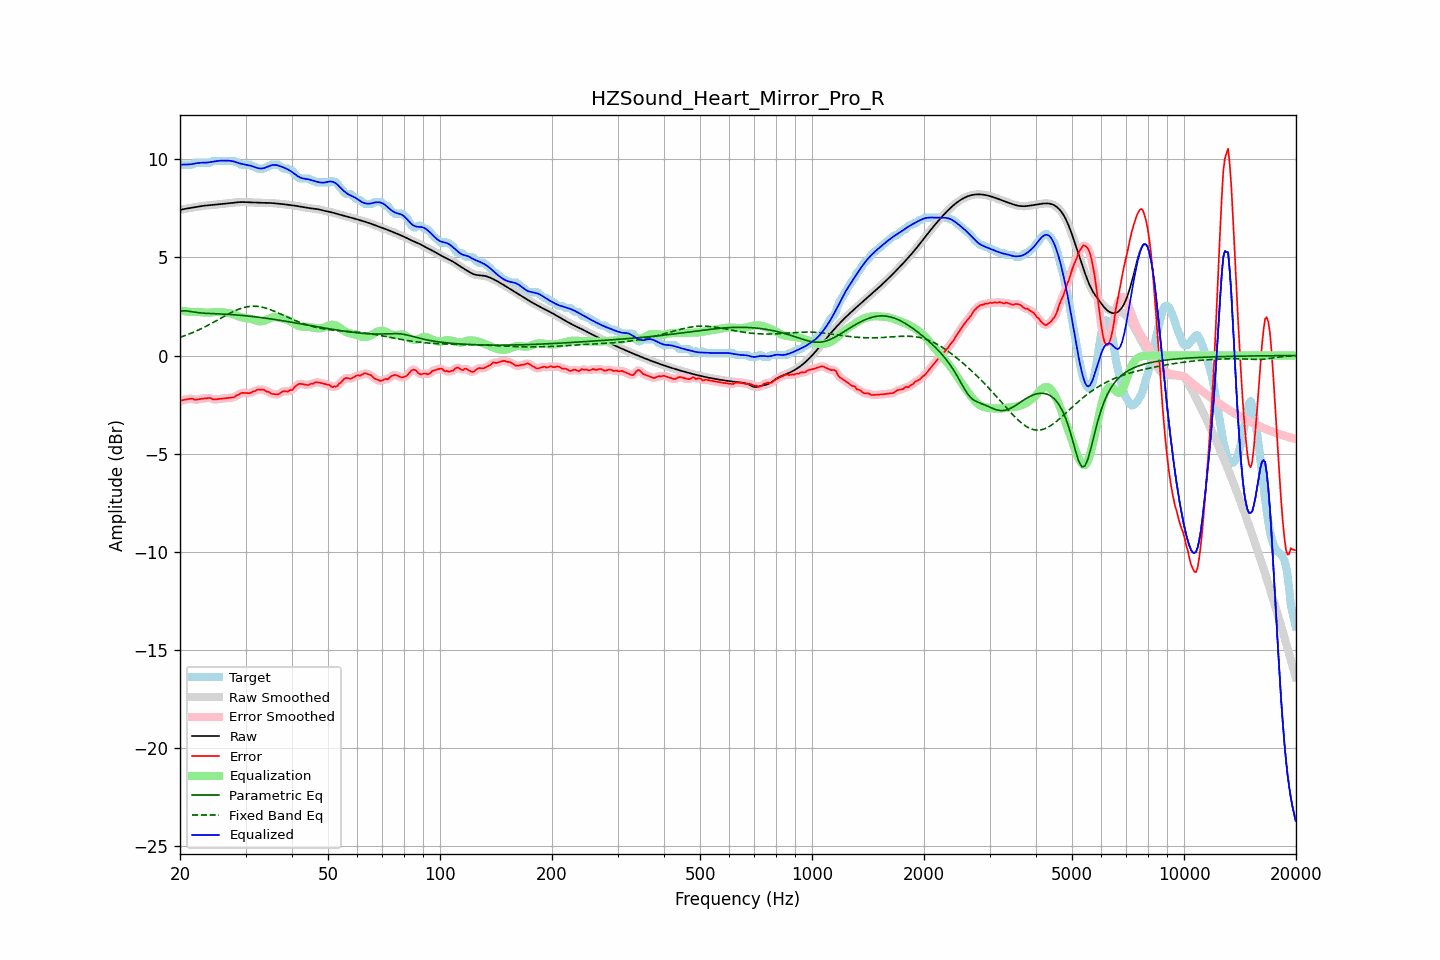 HZSound_Heart_Mirror_Pro_R
Amplitude (dBr)
10
5
0
−5
−10
−15
−20
−25
Target
Raw Smoothed
Error Smoothed
Raw
Error
Equalization
Parametric Eq
Fixed Band Eq
Equalized
20 50 100 200 500 1000 2000 5000 10000 20000
Frequency (Hz)